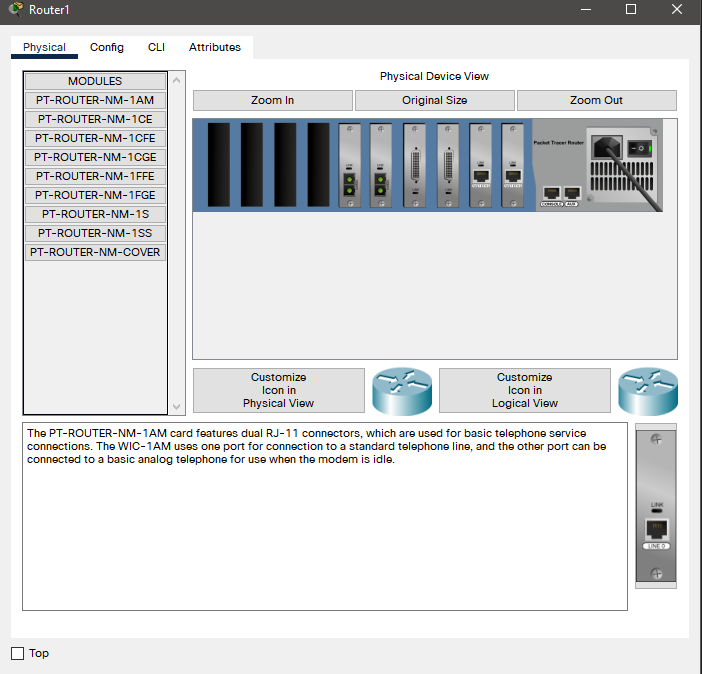 Router1
Physical
Config
CLI
Attributes
MODULES
PT-ROUTER-NM-1AM
PT-ROUTER-NM-1CE
PT-ROUTER-NM-1CFE
PT-ROUTER-NM-1CGE
PT-ROUTER-NM-1FFE
PT-ROUTER-NM-1FGE
PT-ROUTER-NM-1S
PT-ROUTER-NM-1SS
PT-ROUTER-NM-COVER
Physical Device View
Zoom In
Original Size
Zoom Out
Packet Tracer Router
CONSOLE
AUX
Customize
Icon in
Physical View
Customize
Icon in
Logical View
The PT-ROUTER-NM-1AM card features dual RJ-11 connectors, which are used for basic telephone service
connections. The WIC-1AM uses one port for connection to a standard telephone line, and the other port can be
connected to a basic analog telephone for use when the modem is idle.
LINK
LINE 0
Top